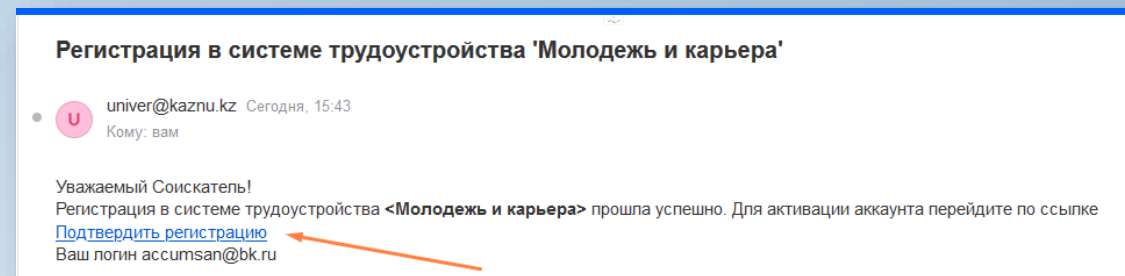 Регистрация в системе трудоустройства 'Молодежь и карьера'
U
univer@kaznu.kz Сегодня, 15:43
Кому: вам
Уважаемый Соискатель!
Регистрация в системе трудоустройства <Молодежь и карьера> прошла успешно. Для активации аккаунта перейдите по ссылке
Подтвердить регистрацию
Ваш логин accumsan@bk.ru